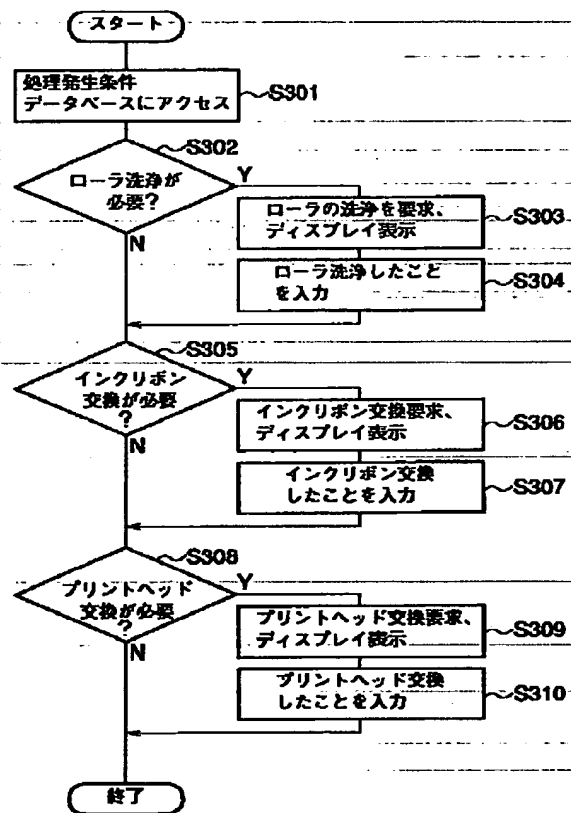 スタート
処理発生条件
データベースにアクセス
S301
S302
ローラ洗浄が
必要?
Y
N
ローラの洗浄を要求、
ディスプレイ表示
S303
ローラ洗浄したこと
を入力
S304
S305
インクリボン
交換が必要
?
Y
N
インクリボン交換要求、
ディスプレイ表示
S306
インクリボン交換
したことを入力
S307
S308
プリントヘッド
交換が必要
?
Y
N
プリントヘッド交換要求、
ディスプレイ表示
S309
プリントヘッド交換
したことを入力
S310
終了